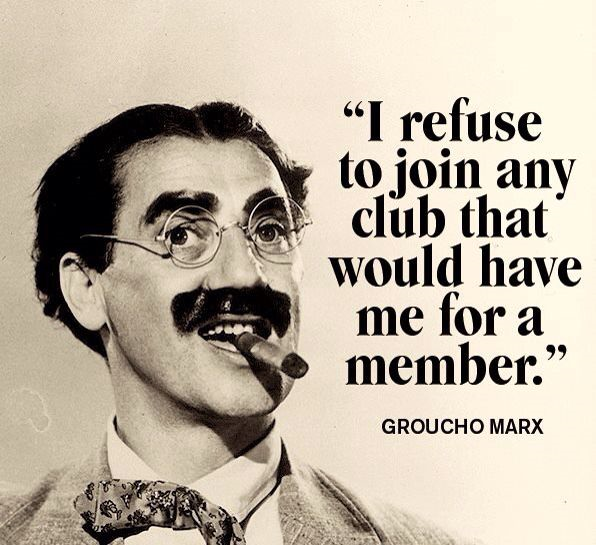 “I refuse
to join any
club that
would have
me for a
member.”
GROUCHO MARX